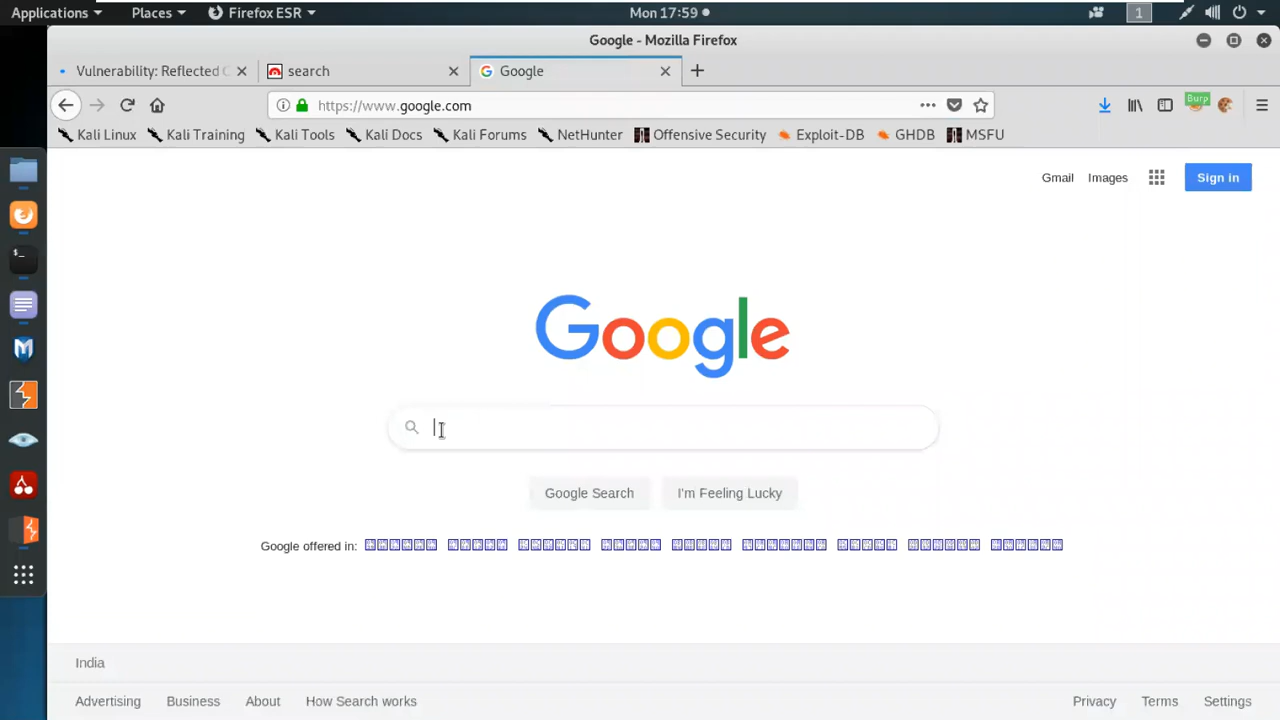 Applications Places Firefox ESR Mon 17:59 1
Google - Mozilla Firefox
Vulnerability: Reflected C search Google
https://www.google.com
Kali Linux Kali Training Kali Tools Kali Docs Kali Forums NetHunter Offensive Security Exploit-DB GHDB MSFU
Burp
Gmail Images Sign in
Google
Google Search I'm Feeling Lucky
Google offered in:
India
Advertising Business About How Search works Privacy Terms Settings